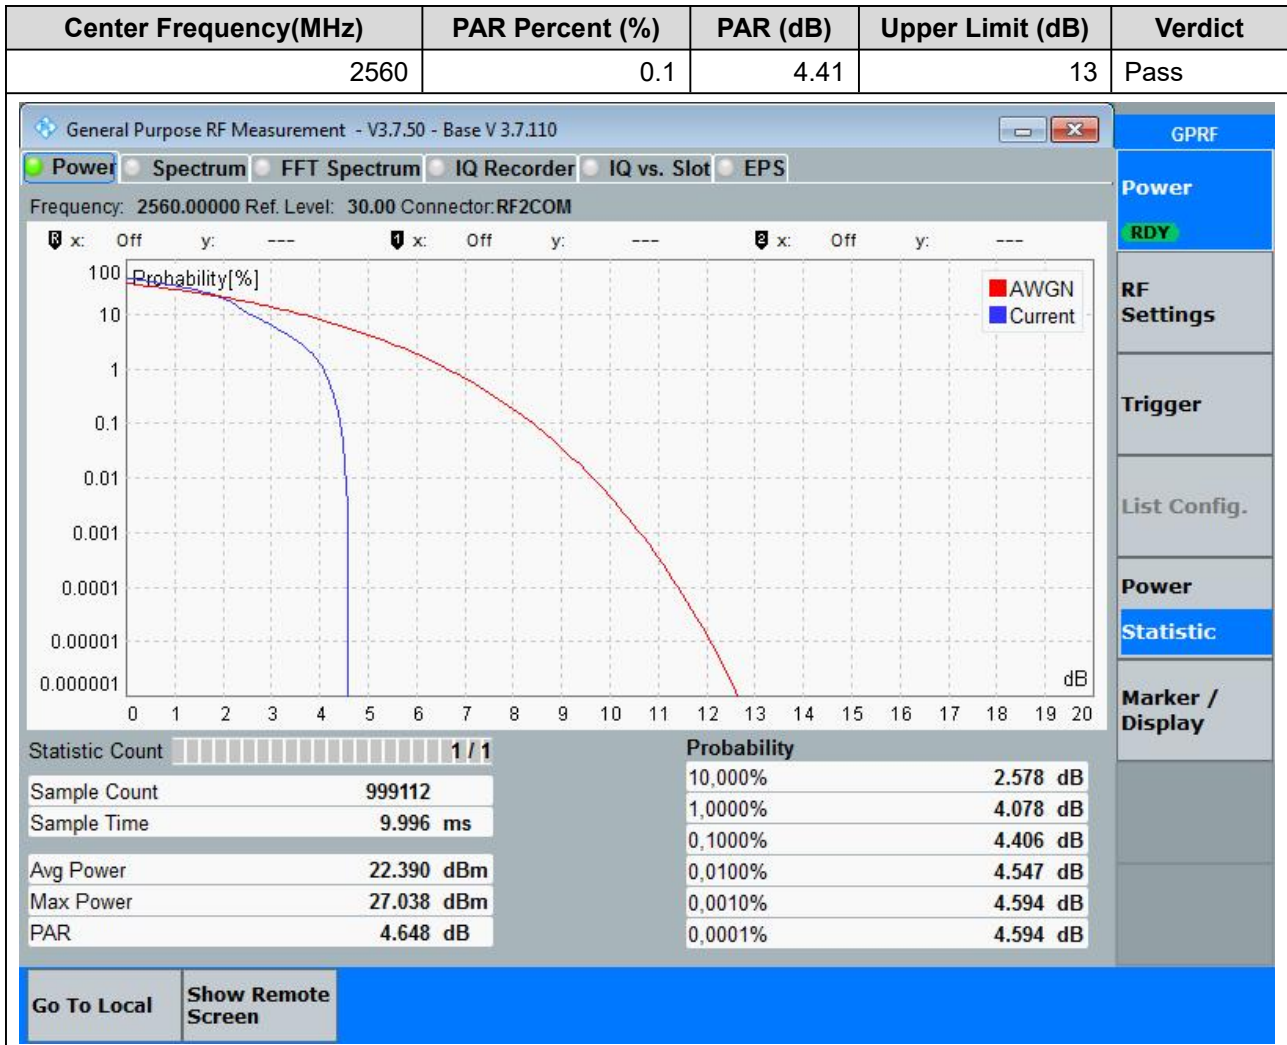 Center Frequency(MHz) PAR Percent (%) PAR (dB) Upper Limit (dB) Verdict
2560 0.1 4.41 13 Pass
General Purpose RF Measurement - V3.7.50 - Base V 3.7.110
GPRF
Power Spectrum FFT Spectrum IQ Recorder IQ vs. Slot EPS
Power
RDY
Frequency: 2560.00000 Ref. Level: 30.00 Connector:RF2COM
R x: Off y: --- 1 x: Off y: --- 2 x: Off y: ---
Probability[%]
AWGN
Current
100
10
1
0.1
0.01
0.001
0.0001
0.00001
0.000001
dB
0 1 2 3 4 5 6 7 8 9 10 11 12 13 14 15 16 17 18 19 20
RF
Settings
Trigger
List Config.
Power
Statistic
Marker /
Display
Statistic Count 1 / 1
Sample Count 999112
Sample Time 9.996 ms
Avg Power 22.390 dBm
Max Power 27.038 dBm
PAR 4.648 dB
Probability
10,000% 2.578 dB
1,0000% 4.078 dB
0,1000% 4.406 dB
0,0100% 4.547 dB
0,0010% 4.594 dB
0,0001% 4.594 dB
Go To Local
Show Remote
Screen